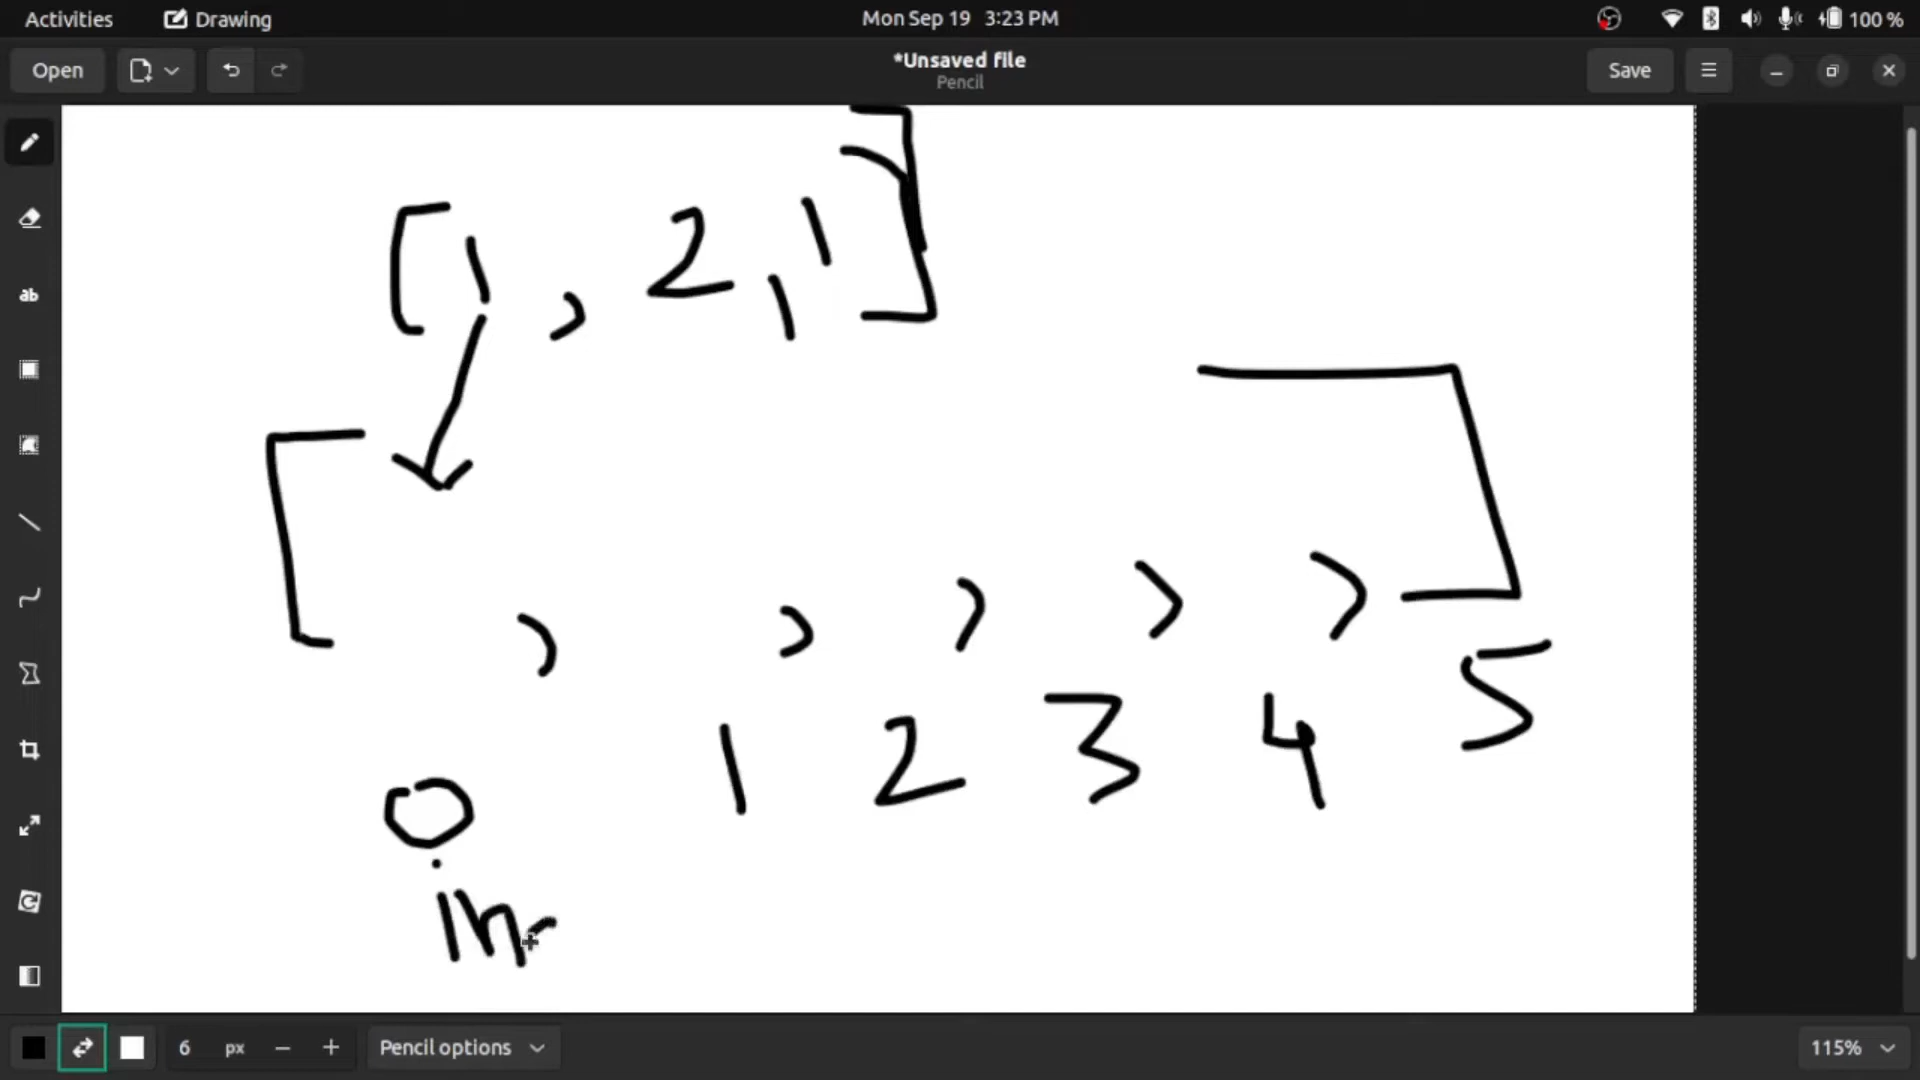 Activities Drawing Mon Sep 19 3:23 PM 100 %
Open *Unsaved file Save
Pencil
[1, 2, 1]
[ , , , , , ]
0 1 2 3 4 5
ab
6 px − + Pencil options 115%